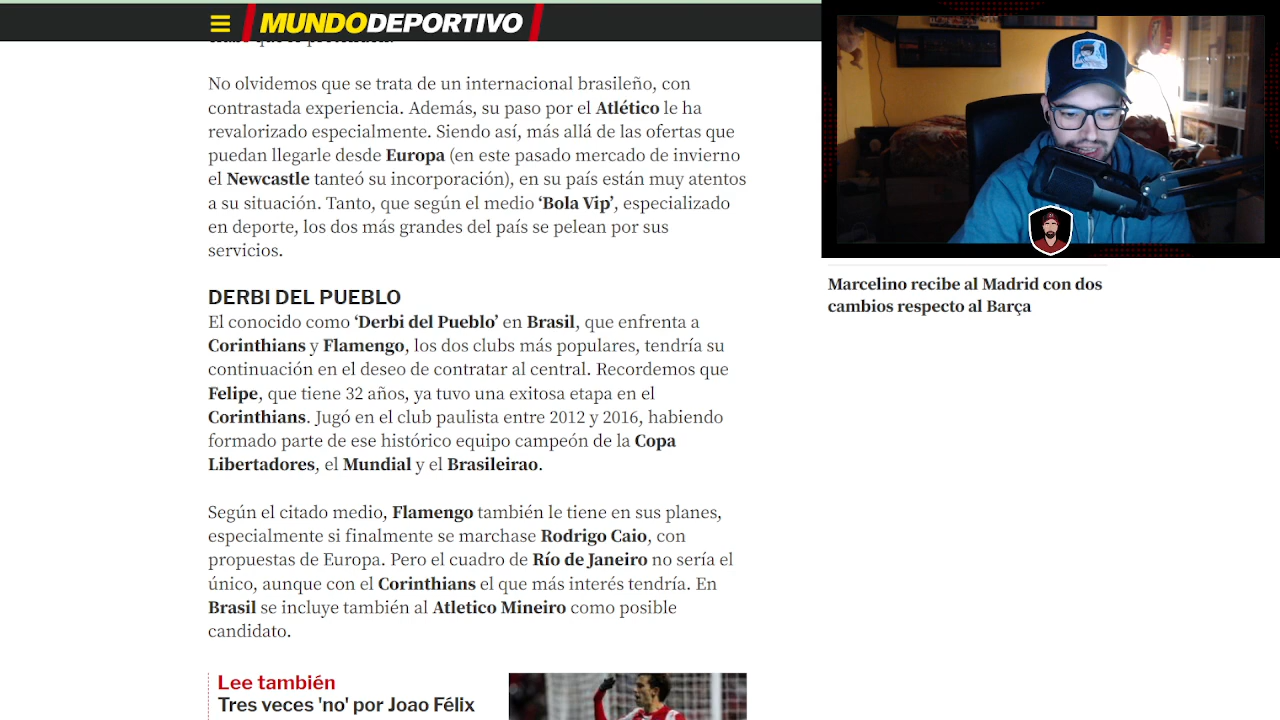 MUNDODEPORTIVO
No olvidemos que se trata de un internacional brasileño, con
contrastada experiencia. Además, su paso por el Atlético le ha
revalorizado especialmente. Siendo así, más allá de las ofertas que
puedan llegarle desde Europa (en este pasado mercado de invierno
el Newcastle tanteó su incorporación), en su país están muy atentos
a su situación. Tanto, que según el medio ‘Bola Vip’, especializado
en deporte, los dos más grandes del país se pelean por sus
servicios.
DERBI DEL PUEBLO
El conocido como ‘Derbi del Pueblo’ en Brasil, que enfrenta a
Corinthians y Flamengo, los dos clubs más populares, tendría su
continuación en el deseo de contratar al central. Recordemos que
Felipe, que tiene 32 años, ya tuvo una exitosa etapa en el
Corinthians. Jugó en el club paulista entre 2012 y 2016, habiendo
formado parte de ese histórico equipo campeón de la Copa
Libertadores, el Mundial y el Brasileirao.
Según el citado medio, Flamengo también le tiene en sus planes,
especialmente si finalmente se marchase Rodrigo Caio, con
propuestas de Europa. Pero el cuadro de Río de Janeiro no sería el
único, aunque con el Corinthians el que más interés tendría. En
Brasil se incluye también al Atletico Mineiro como posible
candidato.
Lee también
Tres veces 'no' por Joao Félix
Marcelino recibe al Madrid con dos
cambios respecto al Barça